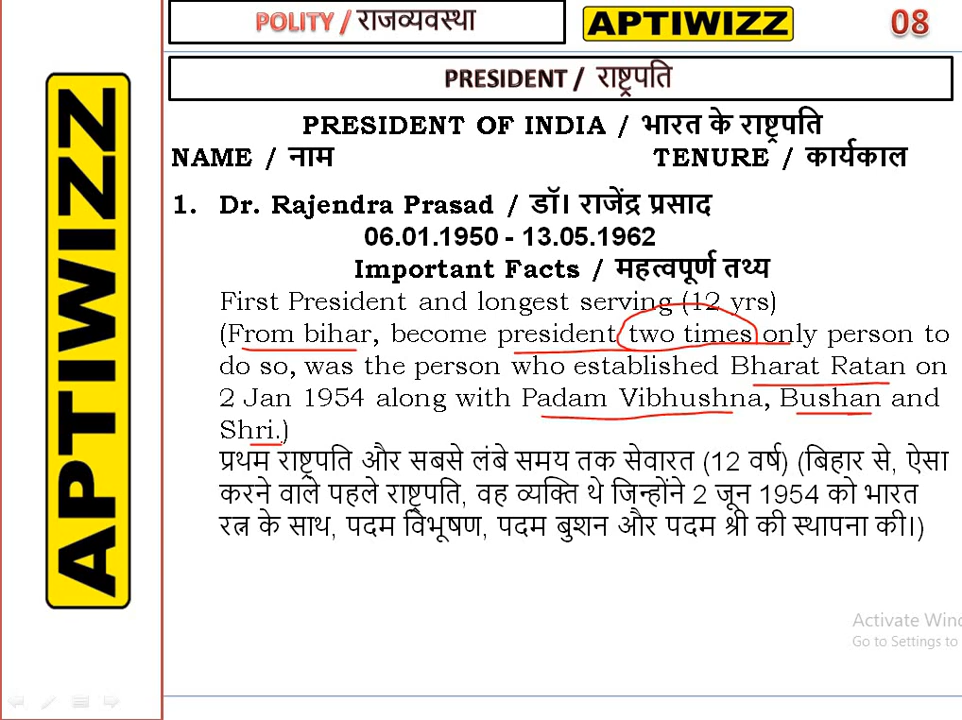 POLITY / राजव्यवस्था
APTIWIZZ
08
PRESIDENT / राष्ट्रपति
APTIWIZZ
PRESIDENT OF INDIA / भारत के राष्ट्रपति
NAME / नाम TENURE / कार्यकाल
1. Dr. Rajendra Prasad / डॉ। राजेंद्र प्रसाद
06.01.1950 - 13.05.1962
Important Facts / महत्वपूर्ण तथ्य
First President and longest serving (12 yrs)
(From bihar, become president two times only person to
do so, was the person who established Bharat Ratan on
2 Jan 1954 along with Padam Vibhushna, Bushan and
Shri.)
प्रथम राष्ट्रपति और सबसे लंबे समय तक सेवारत (12 वर्ष) (बिहार से, ऐसा
करने वाले पहले राष्ट्रपति, वह व्यक्ति थे जिन्होंने 2 जून 1954 को भारत
रत्न के साथ, पदम विभूषण, पदम बुशन और पदम श्री की स्थापना की।)
Activate Wind
Go to Settings to